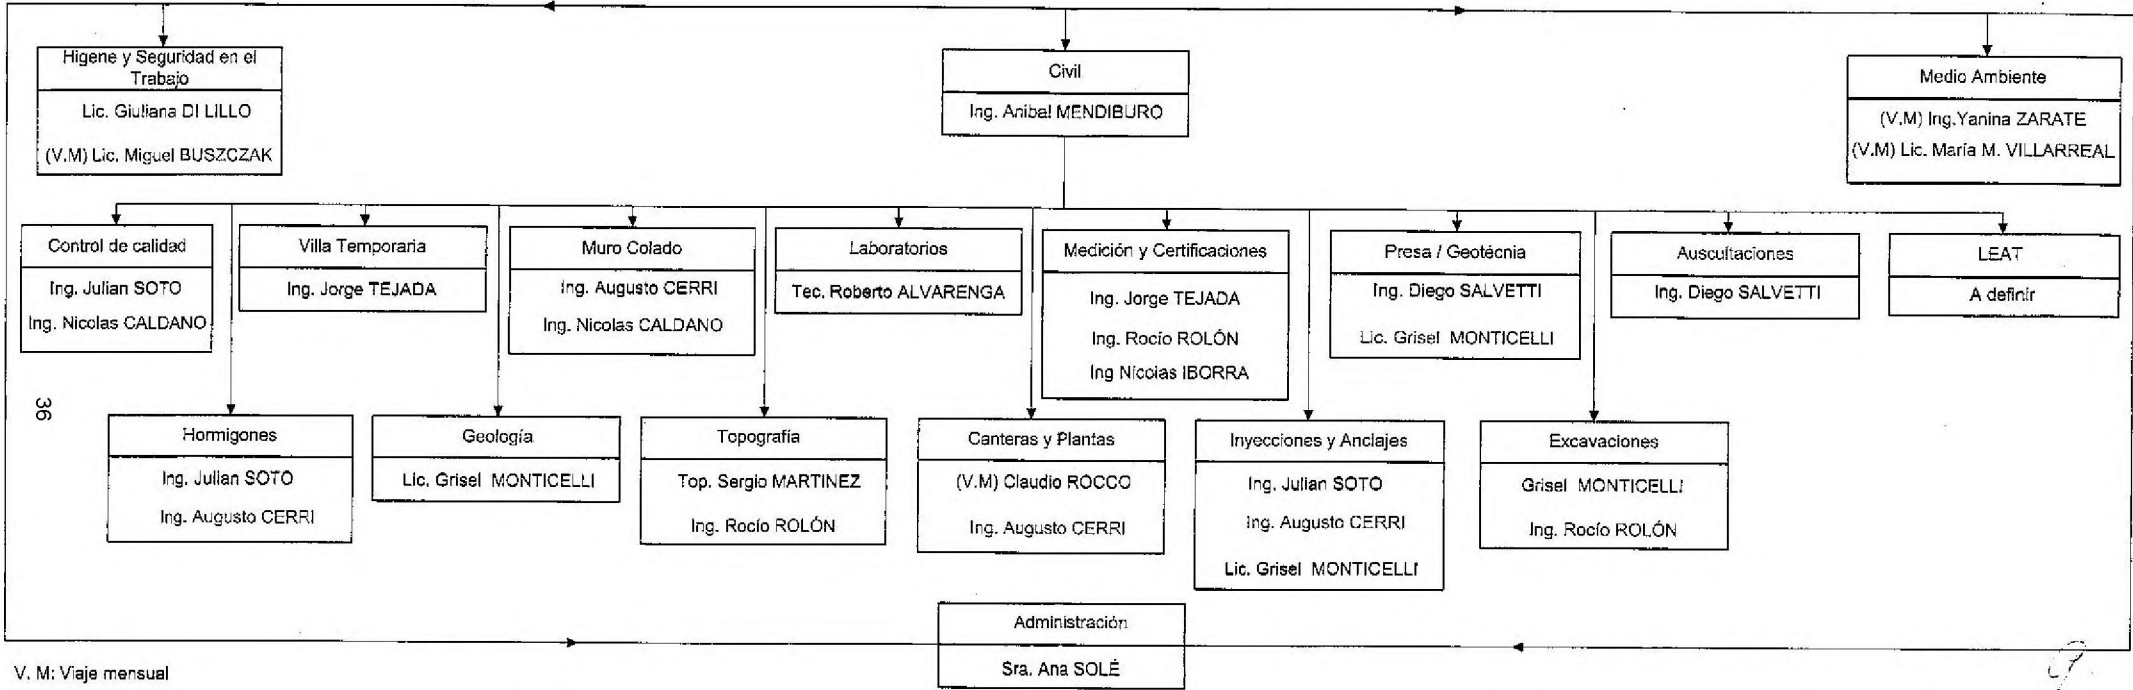 Higene y Seguridad en el
Trabajo
Lic. Giuliana DI LILLO
(V.M) Lic. Miguel BUSZCZAK
Civil
Ing. Anibal MENDIBURO
Medio Ambiente
(V.M) Ing.Yanina ZARATE
(V.M) Lic. María M. VILLARREAL
Control de calidad
Ing. Julian SOTO
Ing. Nicolas CALDANO
Villa Temporaria
Ing. Jorge TEJADA
Muro Colado
Ing. Augusto CERRI
Ing. Nicolas CALDANO
Laboratorios
Tec. Roberto ALVARENGA
Medición y Certificaciones
Ing. Jorge TEJADA
Ing. Rocío ROLÓN
Ing Nicolas IBORRA
Presa / Geotécnia
Ing. Diego SALVETTI
Lic. Grisel MONTICELLI
Auscultaciones
Ing. Diego SALVETTI
LEAT
A definir
36
Hormigones
Ing. Julian SOTO
Ing. Augusto CERRI
Geología
Lic. Grisel MONTICELLI
Topografía
Top. Sergio MARTINEZ
Ing. Rocío ROLÓN
Canteras y Plantas
(V.M) Claudio ROCCO
Ing. Augusto CERRI
Inyecciones y Anclajes
Ing. Julian SOTO
Ing. Augusto CERRI
Lic. Grisel MONTICELLI
Excavaciones
Grisel MONTICELLI
Ing. Rocío ROLÓN
Administración
Sra. Ana SOLÉ
V. M: Viaje mensual